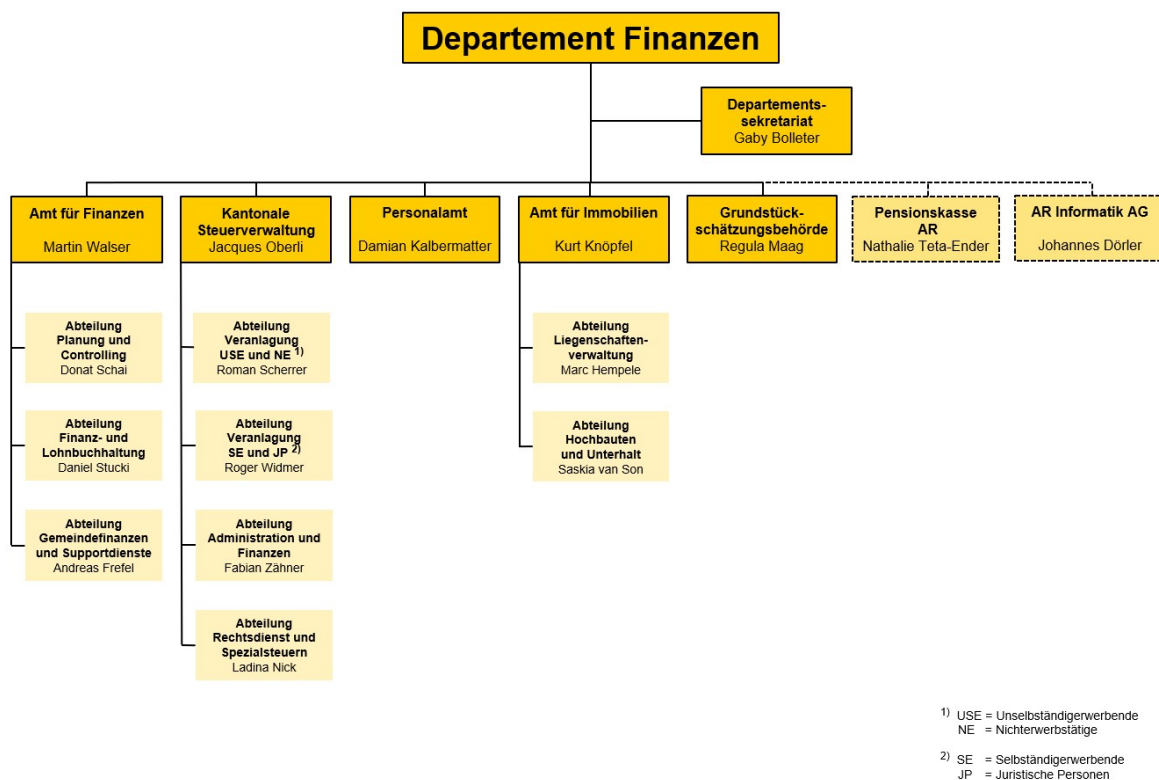 Departement Finanzen
Departements-
sekretariat
Gaby Bolleter
Amt für Finanzen
Martin Walser
Kantonale
Steuerverwaltung
Jacques Oberli
Personalamt
Damian Kalbermatter
Amt für Immobilien
Kurt Knöpfel
Grundstück-
schätzungsbehörde
Regula Maag
Pensionskasse
AR
Nathalie Teta-Ender
AR Informatik AG
Johannes Dörler
Abteilung
Planung und
Controlling
Donat Schai
Abteilung
Finanz- und
Lohnbuchhaltung
Daniel Stucki
Abteilung
Gemeindefinanzen
und Supportdienste
Andreas Frefel
Abteilung
Veranlagung
USE und NE 1)
Roman Scherrer
Abteilung
Veranlagung
SE und JP 2)
Roger Widmer
Abteilung
Administration und
Finanzen
Fabian Zähner
Abteilung
Rechtsdienst und
Spezialsteuern
Ladina Nick
Abteilung
Liegenschaften-
verwaltung
Marc Hempele
Abteilung
Hochbauten
und Unterhalt
Saskia van Son
1) USE = Unselbständigerwerbende
NE = Nichterwerbstätige
2) SE = Selbständigerwerbende
JP = Juristische Personen